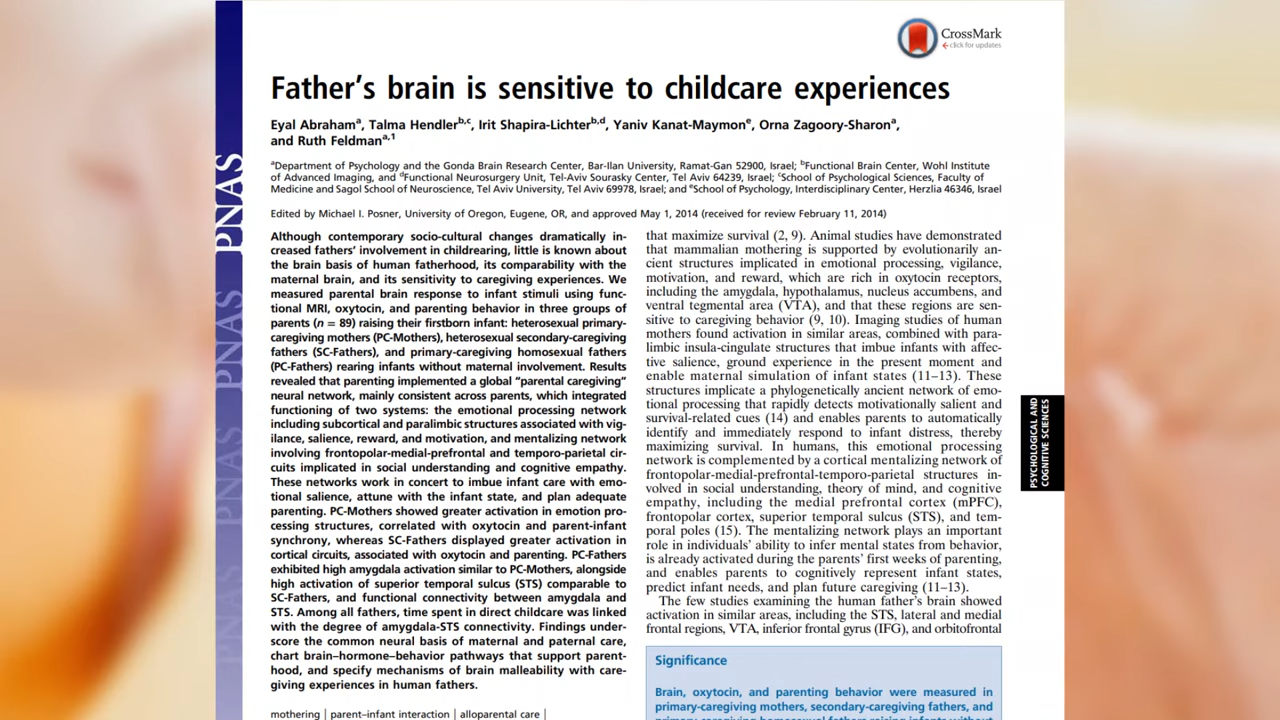 CrossMark
click for updates
Father's brain is sensitive to childcare experiences
Eyal Abrahamᵃ, Talma Hendlerᵇ,ᶜ, Irit Shapira-Lichterᵇ,ᵈ, Yaniv Kanat-Maymonᵉ, Orna Zagoory-Sharonᵃ,
and Ruth Feldmanᵃ,¹
ᵃDepartment of Psychology and the Gonda Brain Research Center, Bar-Ilan University, Ramat-Gan 52900, Israel; ᵇFunctional Brain Center, Wohl Institute
of Advanced Imaging, and ᵈFunctional Neurosurgery Unit, Tel-Aviv Sourasky Center, Tel Aviv 64239, Israel; ᶜSchool of Psychological Sciences, Faculty of
Medicine and Sagol School of Neuroscience, Tel Aviv University, Tel Aviv 69978, Israel; and ᵉSchool of Psychology, Interdisciplinary Center, Herzlia 46346, Israel
Edited by Michael I. Posner, University of Oregon, Eugene, OR, and approved May 1, 2014 (received for review February 11, 2014)
Although contemporary socio-cultural changes dramatically in-
creased fathers' involvement in childrearing, little is known about
the brain basis of human fatherhood, its comparability with the
maternal brain, and its sensitivity to caregiving experiences. We
measured parental brain response to infant stimuli using func-
tional MRI, oxytocin, and parenting behavior in three groups of
parents (n = 89) raising their firstborn infant: heterosexual primary-
caregiving mothers (PC-Mothers), heterosexual secondary-caregiving
fathers (SC-Fathers), and primary-caregiving homosexual fathers
(PC-Fathers) rearing infants without maternal involvement. Results
revealed that parenting implemented a global “parental caregiving”
neural network, mainly consistent across parents, which integrated
functioning of two systems: the emotional processing network
including subcortical and paralimbic structures associated with vig-
ilance, salience, reward, and motivation, and mentalizing network
involving frontopolar-medial-prefrontal and temporo-parietal cir-
cuits implicated in social understanding and cognitive empathy.
These networks work in concert to imbue infant care with emo-
tional salience, attune with the infant state, and plan adequate
parenting. PC-Mothers showed greater activation in emotion pro-
cessing structures, correlated with oxytocin and parent-infant
synchrony, whereas SC-Fathers displayed greater activation in
cortical circuits, associated with oxytocin and parenting. PC-Fathers
exhibited high amygdala activation similar to PC-Mothers, alongside
high activation of superior temporal sulcus (STS) comparable to
SC-Fathers, and functional connectivity between amygdala and
STS. Among all fathers, time spent in direct childcare was linked
with the degree of amygdala-STS connectivity. Findings under-
score the common neural basis of maternal and paternal care,
chart brain–hormone–behavior pathways that support parent-
hood, and specify mechanisms of brain malleability with care-
giving experiences in human fathers.
mothering | parent–infant interaction | alloparental care |
that maximize survival (2, 9). Animal studies have demonstrated
that mammalian mothering is supported by evolutionarily an-
cient structures implicated in emotional processing, vigilance,
motivation, and reward, which are rich in oxytocin receptors,
including the amygdala, hypothalamus, nucleus accumbens, and
ventral tegmental area (VTA), and that these regions are sen-
sitive to caregiving behavior (9, 10). Imaging studies of human
mothers found activation in similar areas, combined with para-
limbic insula-cingulate structures that imbue infants with affec-
tive salience, ground experience in the present moment and
enable maternal simulation of infant states (11–13). These
structures implicate a phylogenetically ancient network of emo-
tional processing that rapidly detects motivationally salient and
survival-related cues (14) and enables parents to automatically
identify and immediately respond to infant distress, thereby
maximizing survival. In humans, this emotional processing
network is complemented by a cortical mentalizing network of
frontopolar-medial-prefrontal-temporo-parietal structures in-
volved in social understanding, theory of mind, and cognitive
empathy, including the medial prefrontal cortex (mPFC),
frontopolar cortex, superior temporal sulcus (STS), and tem-
poral poles (15). The mentalizing network plays an important
role in individuals' ability to infer mental states from behavior,
is already activated during the parents' first weeks of parenting,
and enables parents to cognitively represent infant states,
predict infant needs, and plan future caregiving (11–13).
The few studies examining the human father's brain showed
activation in similar areas, including the STS, lateral and medial
frontal regions, VTA, inferior frontal gyrus (IFG), and orbitofrontal
Significance
Brain, oxytocin, and parenting behavior were measured in
primary-caregiving mothers, secondary-caregiving fathers, and
PNAS
PNAS
PNAS
PNAS
PSYCHOLOGICAL AND
COGNITIVE SCIENCES